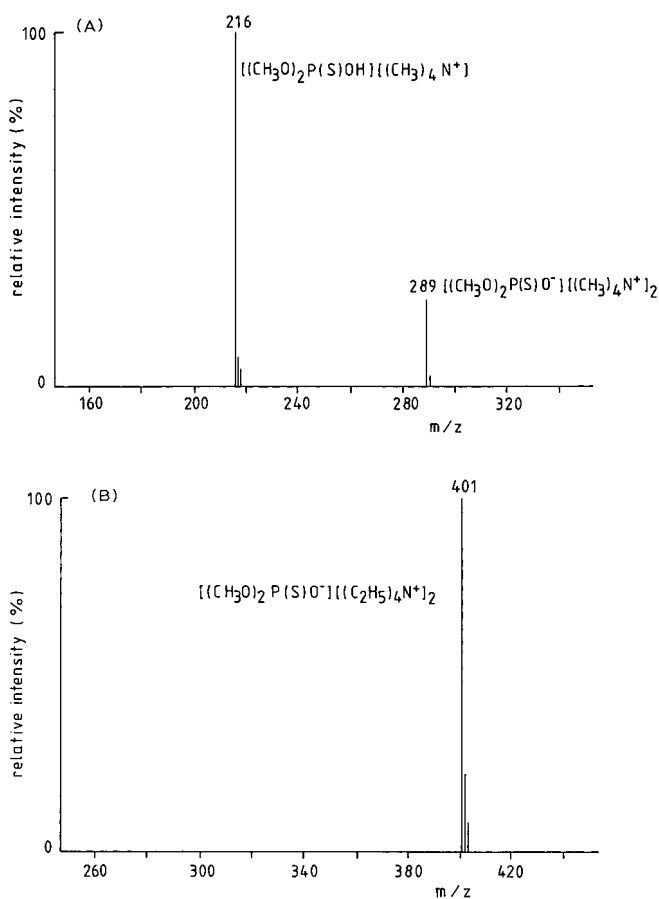 (A)
216
100
[((CH₃O)₂P(S)OH][((CH₃)₄N⁺]
relative intensity (%)
289 [((CH₃O)₂P(S)O⁻][((CH₃)₄N⁺]₂
0
160 200 240 280 320
m/z
(B)
401
100
[((CH₃O)₂P(S)O⁻][((C₂H₅)₄N⁺]₂
relative intensity (%)
0
260 300 340 380 420
m/z